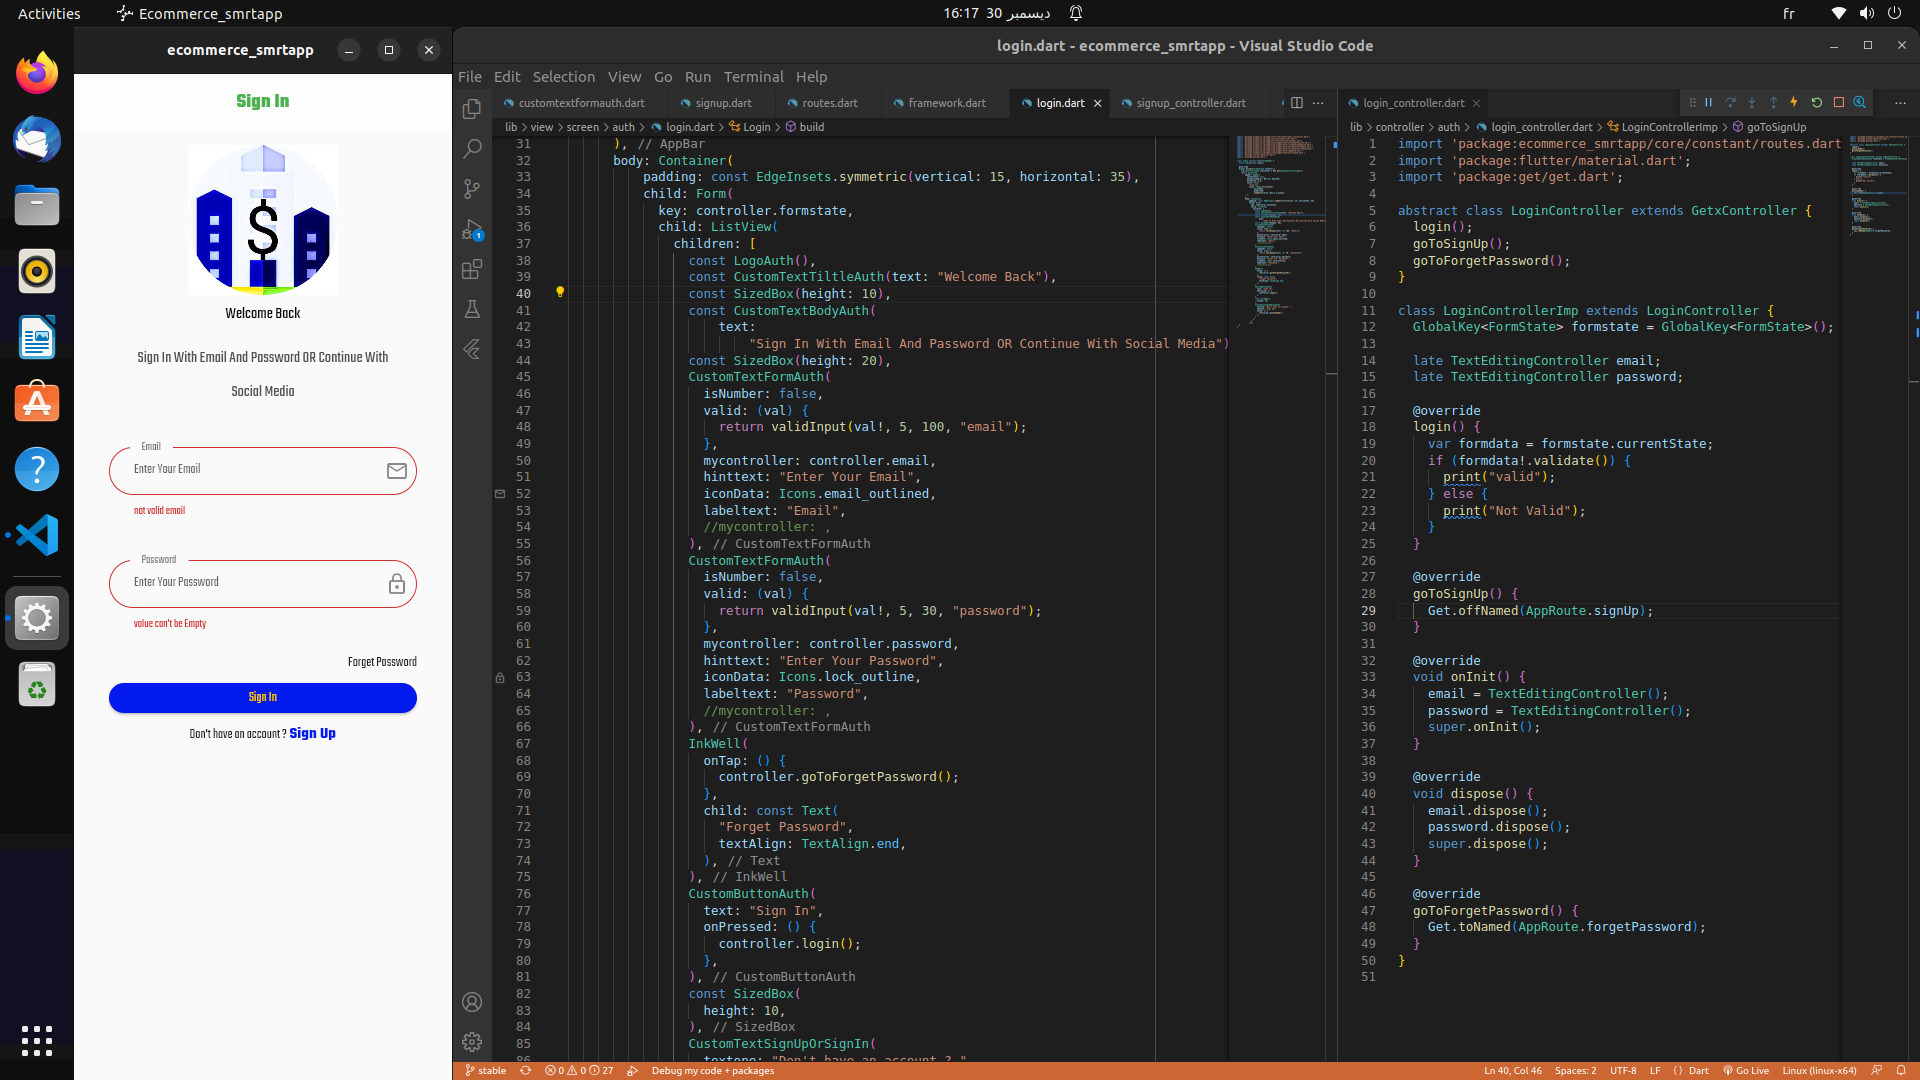 Activities
Ecommerce_smrtapp
16:17 30 ديسمبر
fr
ecommerce_smrtapp
Sign In
Welcome Back
Sign In With Email And Password OR Continue With
Social Media
Email
Enter Your Email
not valid email
Password
Enter Your Password
value can't be Empty
Forget Password
Sign In
Don't have an account ? Sign Up
login.dart - ecommerce_smrtapp - Visual Studio Code
File Edit Selection View Go Run Terminal Help
customtextformauth.dart signup.dart routes.dart framework.dart login.dart signup_controller.dart
lib > view > screen > auth > login.dart > Login > build
31 ), // AppBar
32 body: Container(
33 padding: const EdgeInsets.symmetric(vertical: 15, horizontal: 35),
34 child: Form(
35 key: controller.formstate,
36 child: ListView(
37 children: [
38 const LogoAuth(),
39 const CustomTextTiltleAuth(text: "Welcome Back"),
40 const SizedBox(height: 10),
41 const CustomTextBodyAuth(
42 text:
43 "Sign In With Email And Password OR Continue With Social Media")
44 const SizedBox(height: 20),
45 CustomTextFormAuth(
46 isNumber: false,
47 valid: (val) {
48 return validInput(val!, 5, 100, "email");
49 },
50 mycontroller: controller.email,
51 hinttext: "Enter Your Email",
52 iconData: Icons.email_outlined,
53 labeltext: "Email",
54 //mycontroller: ,
55 ), // CustomTextFormAuth
56 CustomTextFormAuth(
57 isNumber: false,
58 valid: (val) {
59 return validInput(val!, 5, 30, "password");
60 },
61 mycontroller: controller.password,
62 hinttext: "Enter Your Password",
63 iconData: Icons.lock_outline,
64 labeltext: "Password",
65 //mycontroller: ,
66 ), // CustomTextFormAuth
67 InkWell(
68 onTap: () {
69 controller.goToForgetPassword();
70 },
71 child: const Text(
72 "Forget Password",
73 textAlign: TextAlign.end,
74 ), // Text
75 ), // InkWell
76 CustomButtonAuth(
77 text: "Sign In",
78 onPressed: () {
79 controller.login();
80 },
81 ), // CustomButtonAuth
82 const SizedBox(
83 height: 10,
84 ), // SizedBox
85 CustomTextSignUpOrSignIn(
86 textone: "Don't have an account ? "
login_controller.dart
lib > controller > auth > login_controller.dart > LoginControllerImp > goToSignUp
1 import 'package:ecommerce_smrtapp/core/constant/routes.dart
2 import 'package:flutter/material.dart';
3 import 'package:get/get.dart';
4
5 abstract class LoginController extends GetxController {
6 login();
7 goToSignUp();
8 goToForgetPassword();
9 }
10
11 class LoginControllerImp extends LoginController {
12 GlobalKey<FormState> formstate = GlobalKey<FormState>();
13
14 late TextEditingController email;
15 late TextEditingController password;
16
17 @override
18 login() {
19 var formdata = formstate.currentState;
20 if (formdata!.validate()) {
21 print("valid");
22 } else {
23 print("Not Valid");
24 }
25 }
26
27 @override
28 goToSignUp() {
29 Get.offNamed(AppRoute.signUp);
30 }
31
32 @override
33 void onInit() {
34 email = TextEditingController();
35 password = TextEditingController();
36 super.onInit();
37 }
38
39 @override
40 void dispose() {
41 email.dispose();
42 password.dispose();
43 super.dispose();
44 }
45
46 @override
47 goToForgetPassword() {
48 Get.toNamed(AppRoute.forgetPassword);
49 }
50 }
51
stable 0 0 27 Debug my code + packages
Ln 40, Col 46 Spaces: 2 UTF-8 LF {} Dart Go Live Linux (linux-x64)